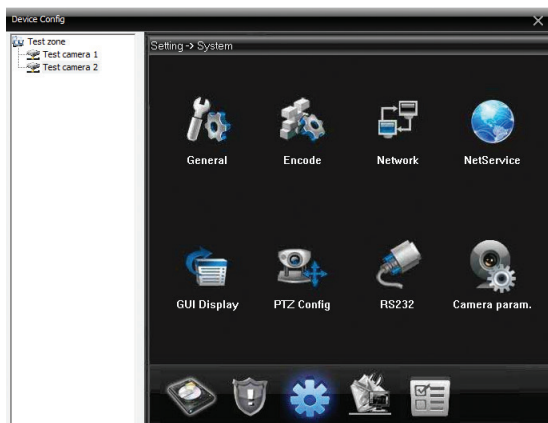 Device Config
Test zone
Test camera 1
Test camera 2
Setting -> System
General Encode Network NetService
GUI Display PTZ Config RS232 Camera param.